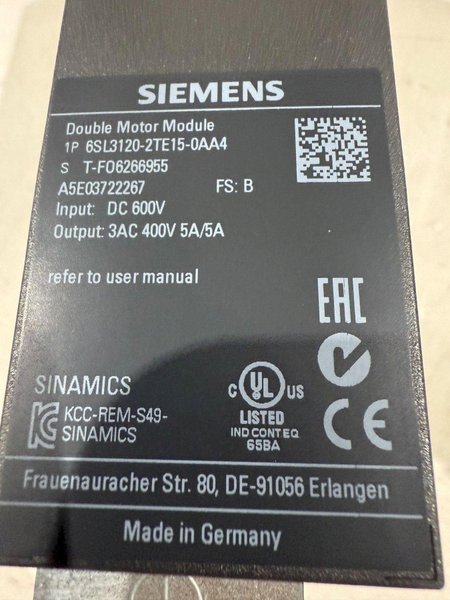 SIEMENS
Double Motor Module
1P 6SL3120-2TE15-0AA4
S T-FO6266955
A5E03722267 FS: B
Input: DC 600V
Output: 3AC 400V 5A/5A
refer to user manual
EAC
SINAMICS
KCC-REM-S49-
SINAMICS
C UL US
LISTED
IND CONT EQ
65BA
CE
Frauenauracher Str. 80, DE-91056 Erlangen
Made in Germany